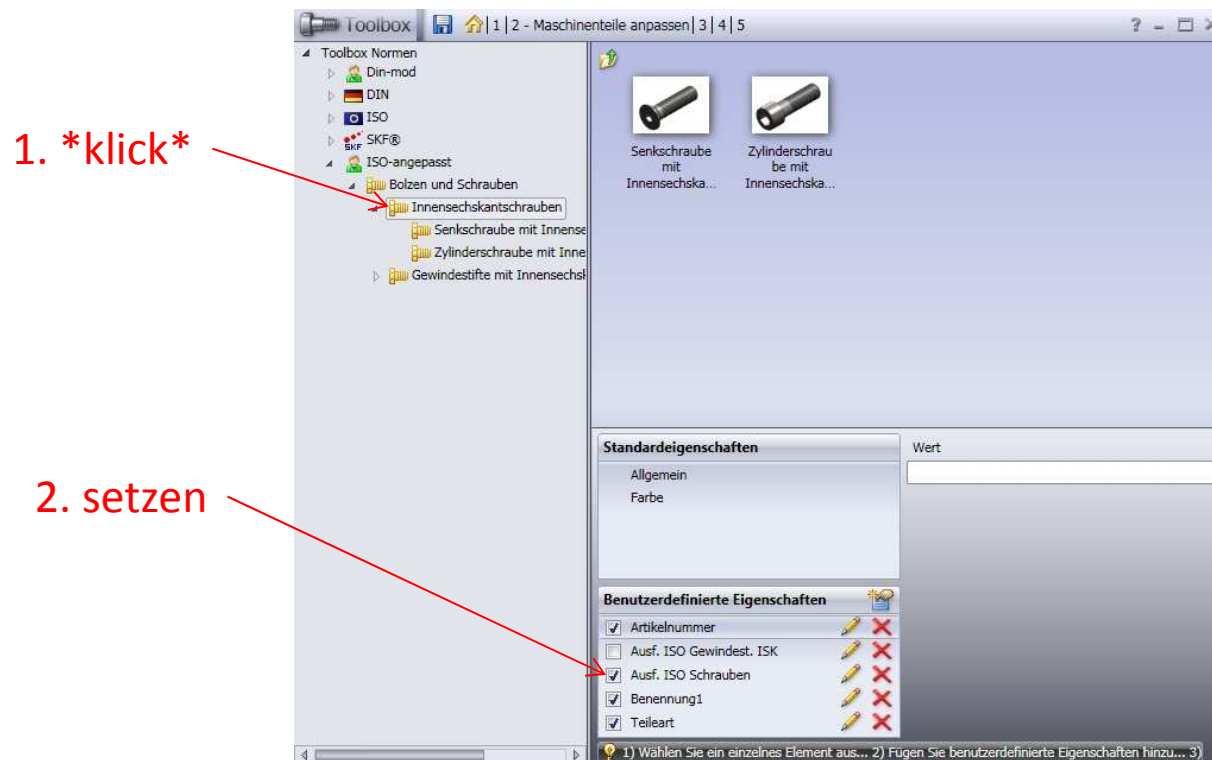 Toolbox 1 | 2 - Maschinenteile anpassen | 3 | 4 | 5 ?
Toolbox Normen
Din-mod
DIN
ISO
SKF SKF®
ISO-angepasst
Bolzen und Schrauben
Innensechskantschrauben
Senkschraube mit Innense
Zylinderschraube mit Inne
Gewindestifte mit Innensechsk
1. *klick*
2. setzen
Senkschraube
mit
Innensechska...
Zylinderschrau
be mit
Innensechska...
Standardeigenschaften
Allgemein
Farbe
Wert
Benutzerdefinierte Eigenschaften
Artikelnummer
Ausf. ISO Gewindest. ISK
Ausf. ISO Schrauben
Benennung1
Teileart
1) Wählen Sie ein einzelnes Element aus... 2) Fügen Sie benutzerdefinierte Eigenschaften hinzu... 3)